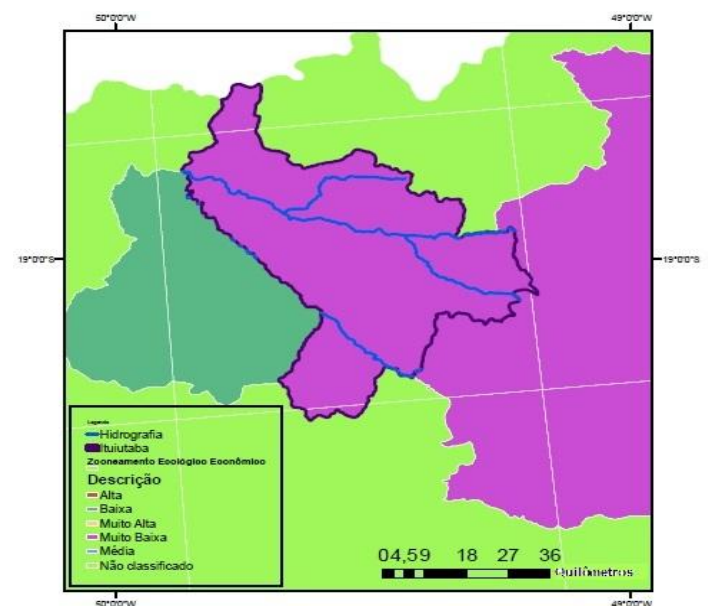 50°0'0"W 49°0'0"W
19°0'0"S 19°0'0"S
Legenda
Hidrografia
Ituiutaba
Zooneamento Ecológico Econômico
Descrição
Alta
Baixa
Muito Alta
Muito Baixa
Média
Não classificado
04,59 18 27 36
Quilômetros
50°0'0"W 49°0'0"W